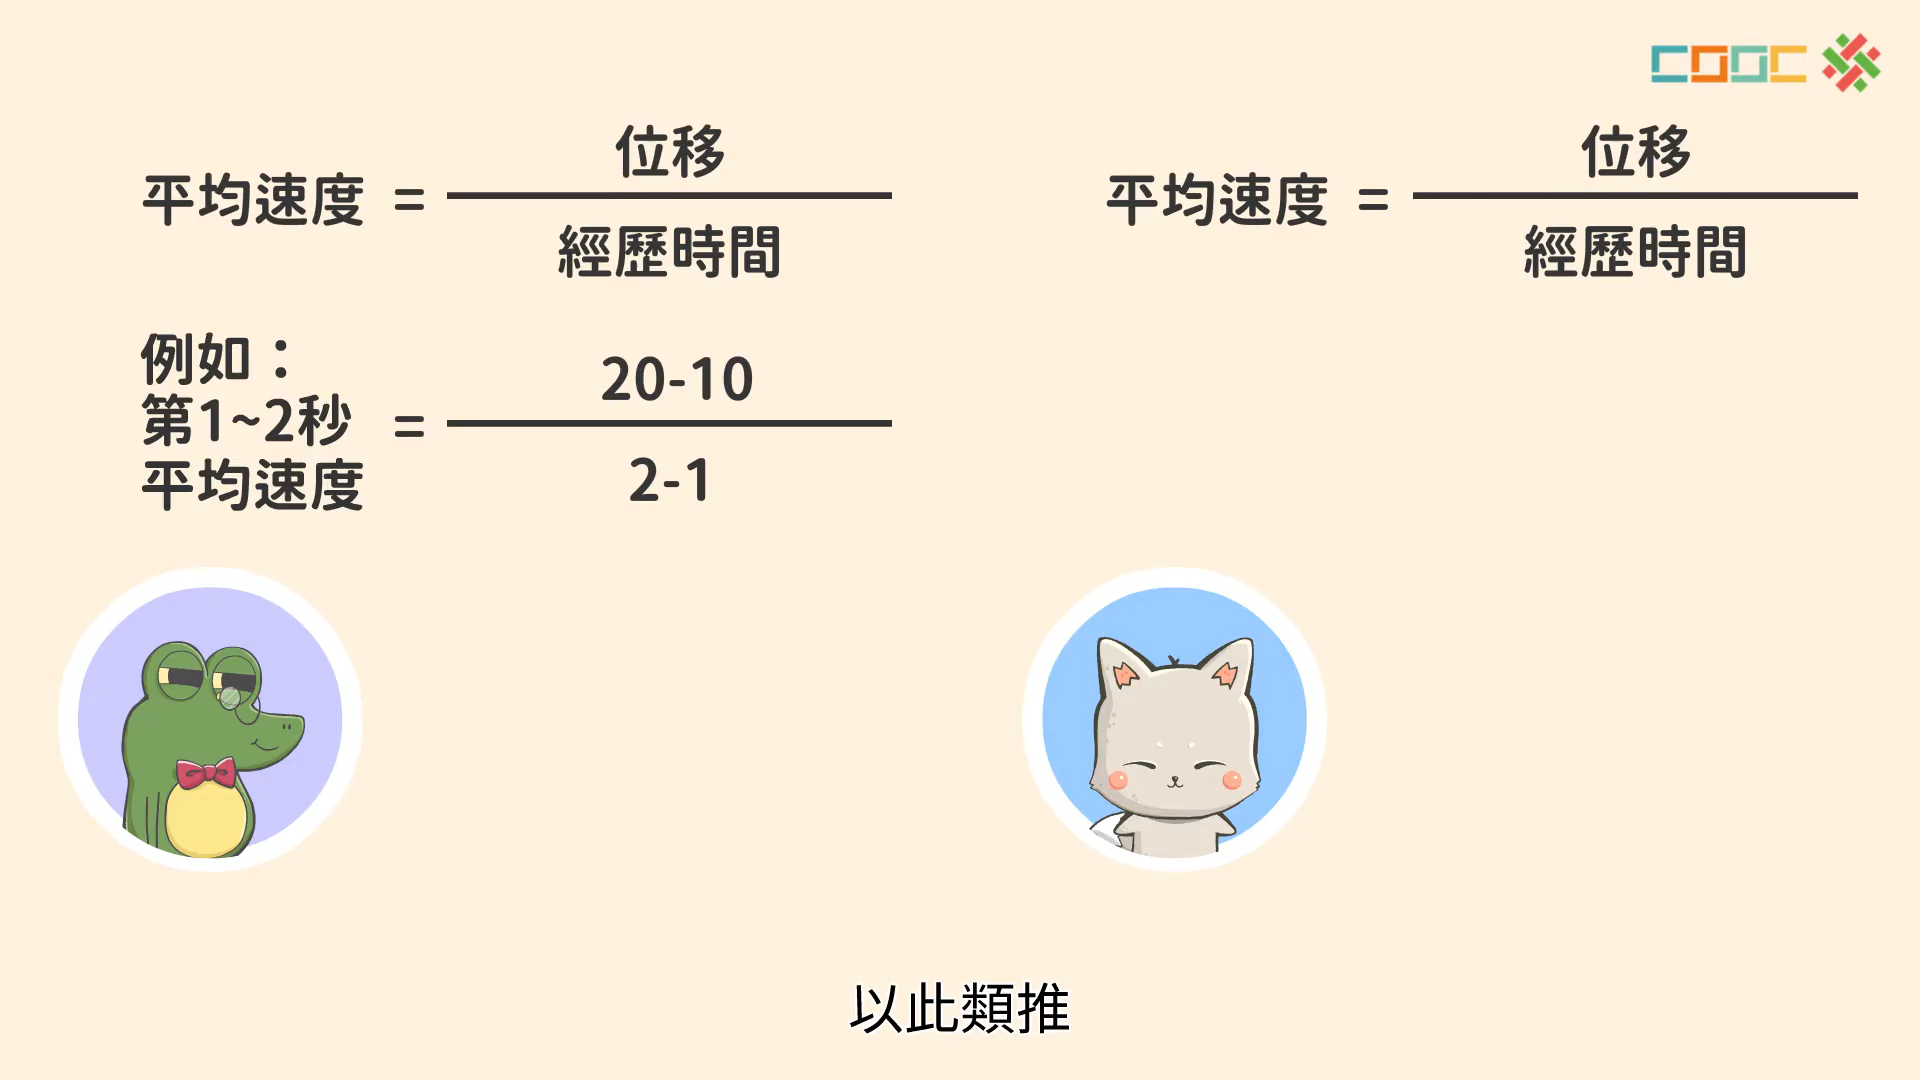 COOC
平均速度 = 位移
經歷時間
平均速度 = 位移
經歷時間
例如：
第1~2秒
平均速度
= 20-10
2-1
以此類推